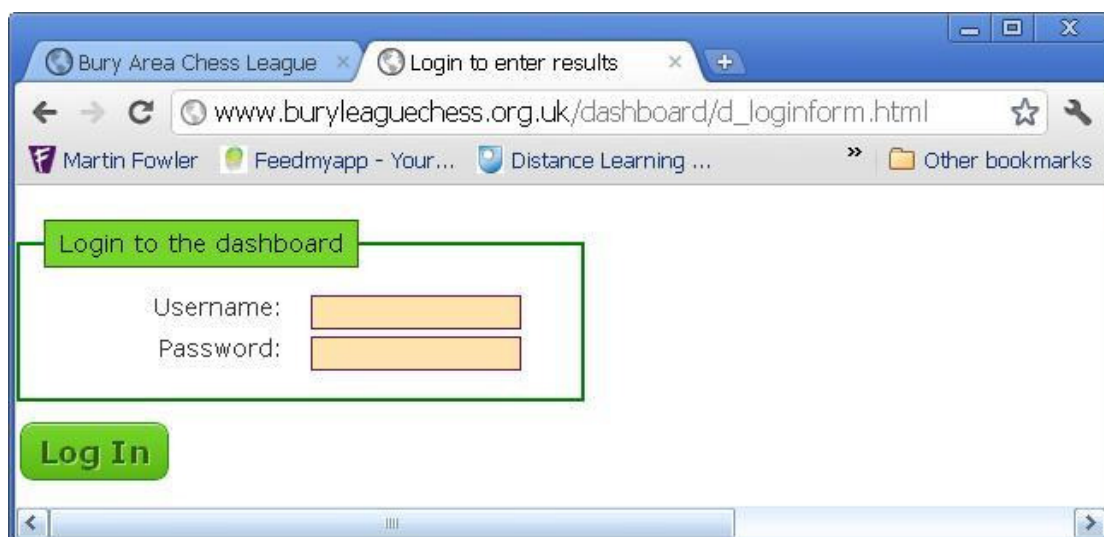 Bury Area Chess League
Login to enter results
www.buryleaguechess.org.uk/dashboard/d_loginform.html
Martin Fowler Feedmyapp - Your... Distance Learning ... » Other bookmarks
Login to the dashboard
Username:
Password:
Log In